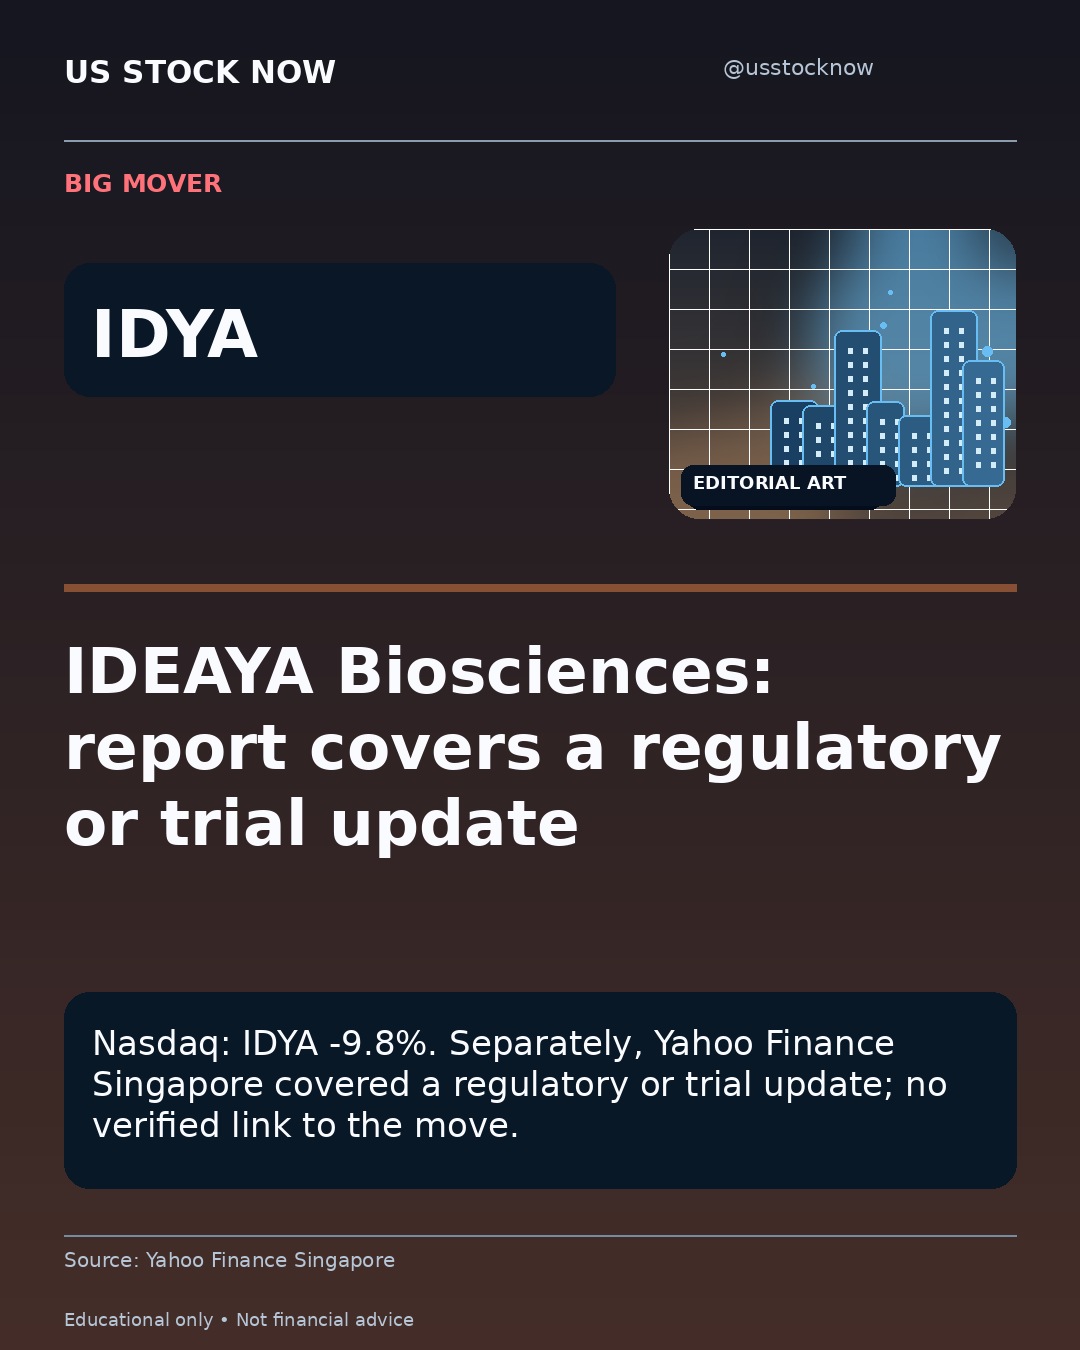 US STOCK NOW
@usstocknow
BIG MOVER
IDYA
EDITORIAL ART
IDEAYA Biosciences:
report covers a regulatory
or trial update
Nasdaq: IDYA -9.8%. Separately, Yahoo Finance
Singapore covered a regulatory or trial update; no
verified link to the move.
Source: Yahoo Finance Singapore
Educational only • Not financial advice